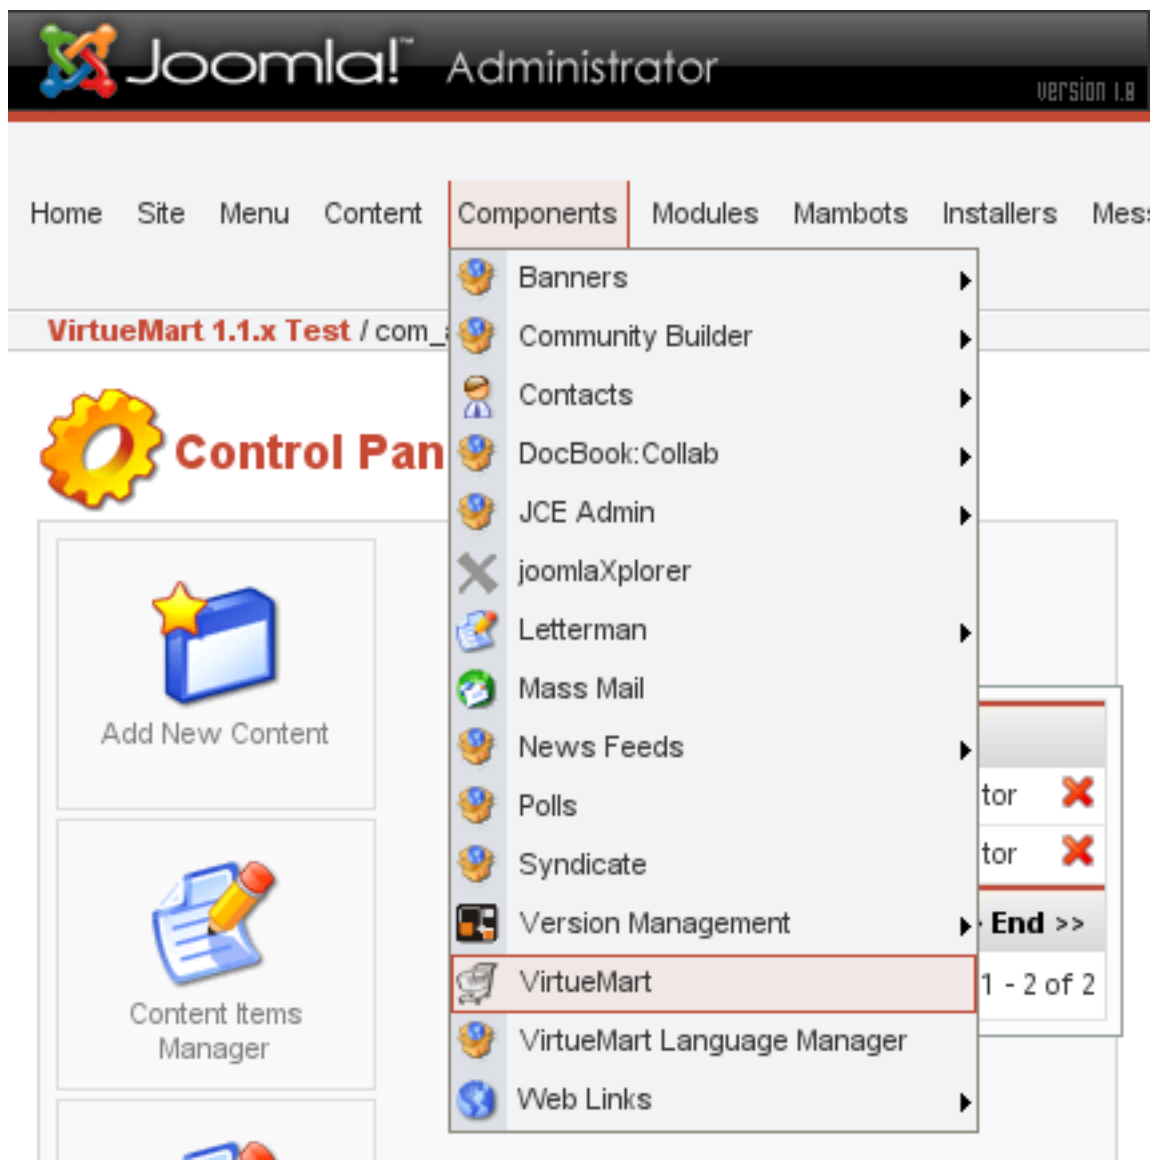 Joomla!™ Administrator
version 1.8
Home Site Menu Content Components Modules Mambots Installers
VirtueMart 1.1.x Test / com_
Control
Banners
Community Builder
Contacts
DocBook:Collab
JCE Admin
joomlaXplorer
Letterman
Mass Mail
News Feeds
Polls
Syndicate
Version Management
VirtueMart
VirtueMart Language Manager
Web Links
Add New Content
Content Items
Manager
tor
tor
End >>
1 - 2 of 2